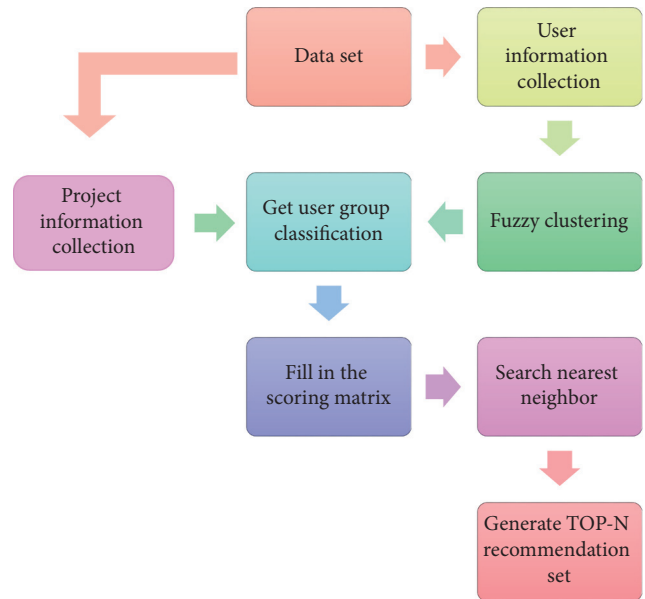 Data set
User
information
collection
Project
information
collection
Get user group
classification
Fuzzy clustering
Fill in the
scoring matrix
Search nearest
neighbor
Generate TOP-N
recommendation
set